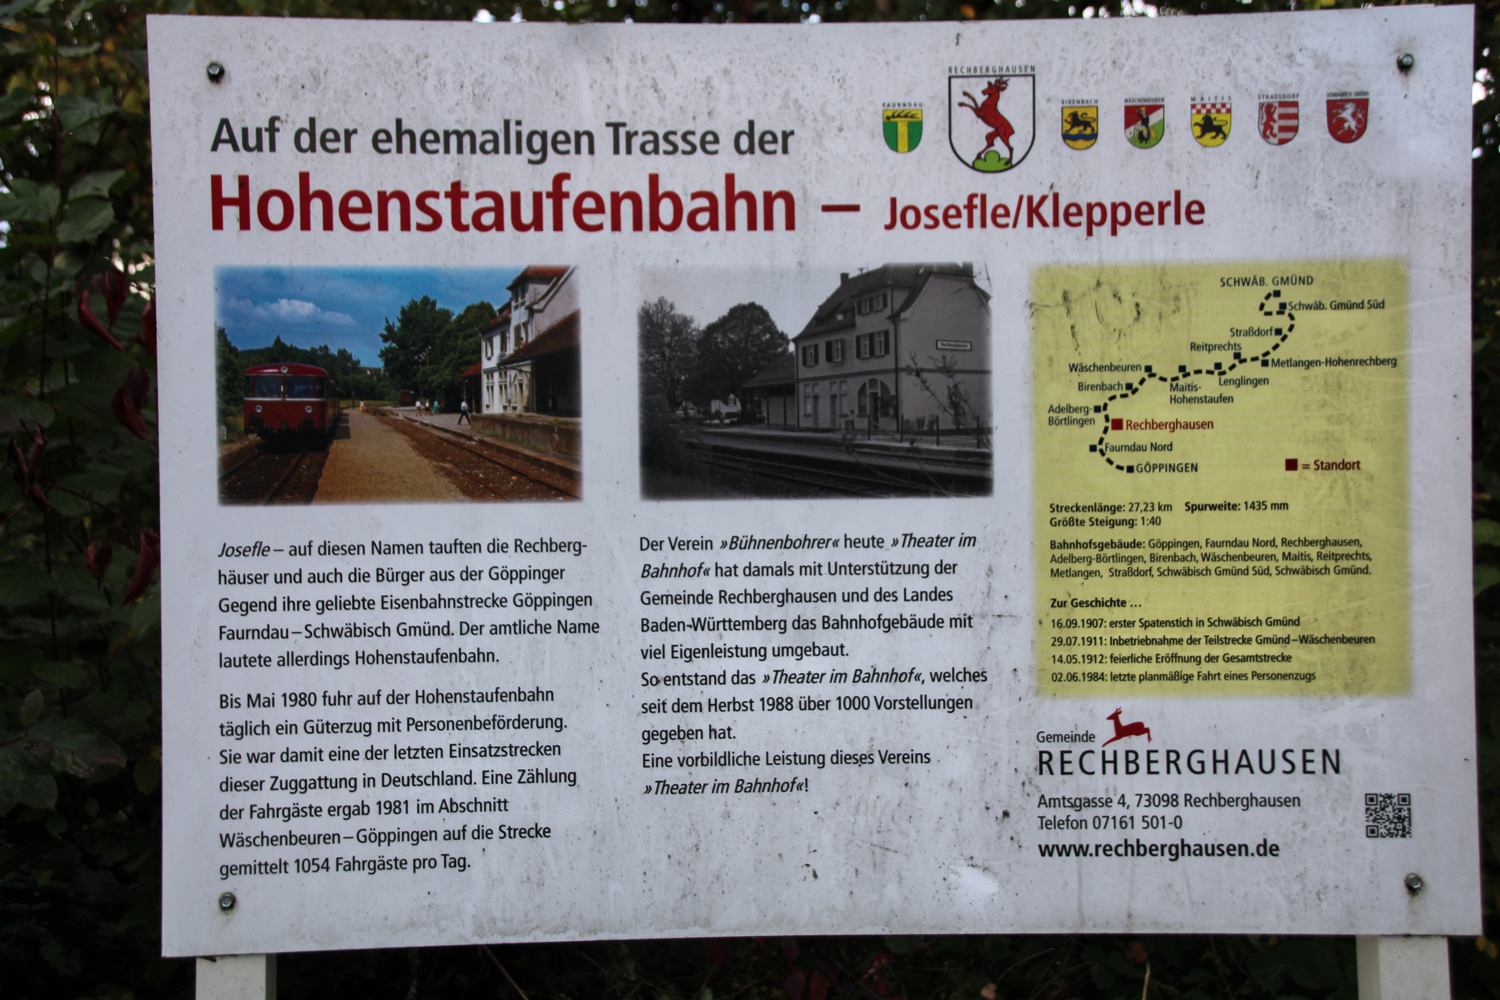 FAURNDAU
RECHBERGHAUSEN
BIRENBACH
WÄSCHENBEUREN
MAITIS
STRASSDORF
SCHWÄBISCH GMÜND
Auf der ehemaligen Trasse der
Hohenstaufenbahn – Josefle/Klepperle
SCHWÄB. GMÜND
Schwäb. Gmünd Süd
Straßdorf
Reitprechts
Metlangen-Hohenrechberg
Wäschenbeuren
Lenglingen
Birenbach
Maitis-
Hohenstaufen
Adelberg-
Börtlingen
Rechberghausen
Faurndau Nord
GÖPPINGEN
= Standort
Josefle – auf diesen Namen tauften die Rechberg-
häuser und auch die Bürger aus der Göppinger
Gegend ihre geliebte Eisenbahnstrecke Göppingen
Faurndau – Schwäbisch Gmünd. Der amtliche Name
lautete allerdings Hohenstaufenbahn.
Bis Mai 1980 fuhr auf der Hohenstaufenbahn
täglich ein Güterzug mit Personenbeförderung.
Sie war damit eine der letzten Einsatzstrecken
dieser Zuggattung in Deutschland. Eine Zählung
der Fahrgäste ergab 1981 im Abschnitt
Wäschenbeuren – Göppingen auf die Strecke
gemittelt 1054 Fahrgäste pro Tag.
Der Verein »Bühnenbohrer« heute »Theater im
Bahnhof« hat damals mit Unterstützung der
Gemeinde Rechberghausen und des Landes
Baden-Württemberg das Bahnhofgebäude mit
viel Eigenleistung umgebaut.
So entstand das »Theater im Bahnhof«, welches
seit dem Herbst 1988 über 1000 Vorstellungen
gegeben hat.
Eine vorbildliche Leistung dieses Vereins
»Theater im Bahnhof«!
Streckenlänge: 27,23 km Spurweite: 1435 mm
Größte Steigung: 1:40
Bahnhofsgebäude: Göppingen, Faurndau Nord, Rechberghausen,
Adelberg-Börtlingen, Birenbach, Wäschenbeuren, Maitis, Reitprechts,
Metlangen, Straßdorf, Schwäbisch Gmünd Süd, Schwäbisch Gmünd.
Zur Geschichte ...
16.09.1907: erster Spatenstich in Schwäbisch Gmünd
29.07.1911: Inbetriebnahme der Teilstrecke Gmünd – Wäschenbeuren
14.05.1912: feierliche Eröffnung der Gesamtstrecke
02.06.1984: letzte planmäßige Fahrt eines Personenzugs
Gemeinde
RECHBERGHAUSEN
Amtsgasse 4, 73098 Rechberghausen
Telefon 07161 501-0
www.rechberghausen.de